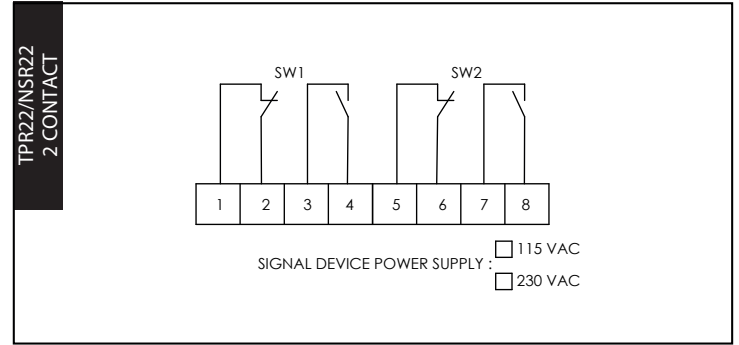 TPR22/NSR22
2 CONTACT
SW1 SW2
1 2 3 4 5 6 7 8
SIGNAL DEVICE POWER SUPPLY :
115 VAC
230 VAC